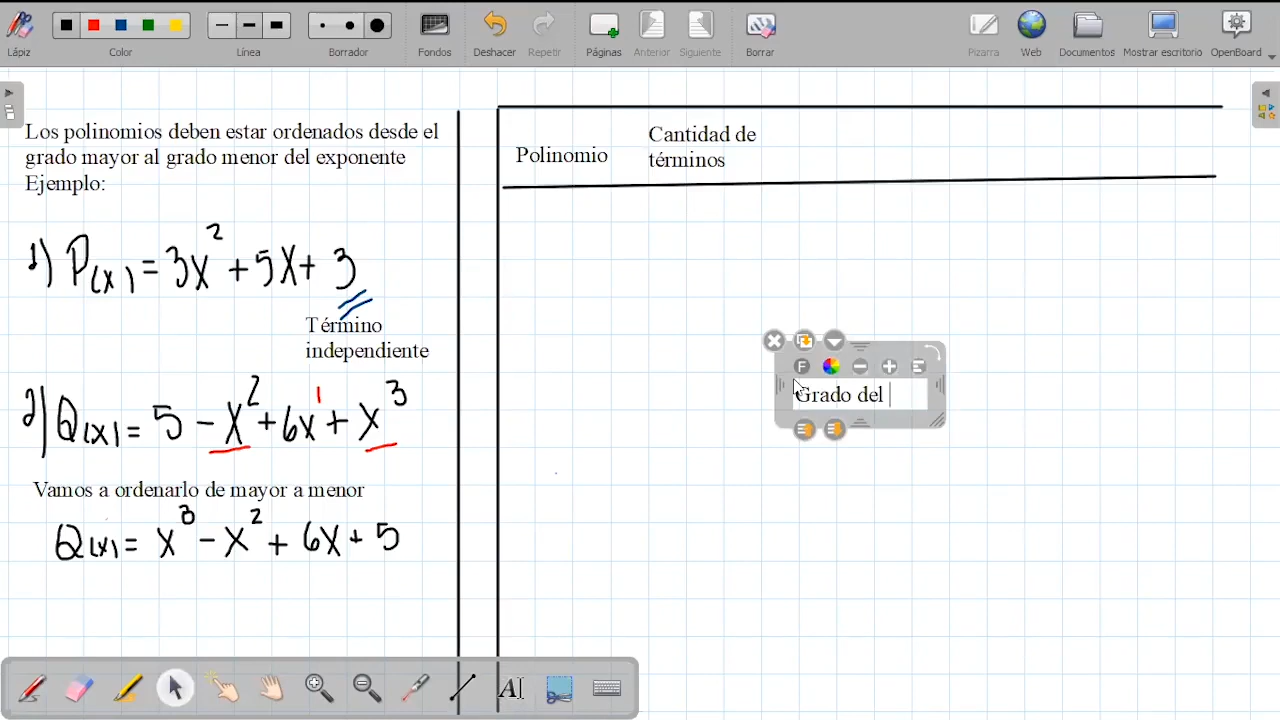 Lápiz
Color
Línea
Borrador
Fondos
Deshacer
Repetir
Páginas
Anterior
Siguiente
Borrar
Pizarra
Web
Documentos
Mostrar escritorio
OpenBoard
Los polinomios deben estar ordenados desde el
grado mayor al grado menor del exponente
Ejemplo:
1) P(x) = 3x² + 5x + 3
Término
independiente
2) Q(x) = 5 - x² + 6x¹ + x³
Vamos a ordenarlo de mayor a menor
Q(x) = x³ - x² + 6x + 5
Polinomio
Cantidad de
términos
F
Grado del
AI